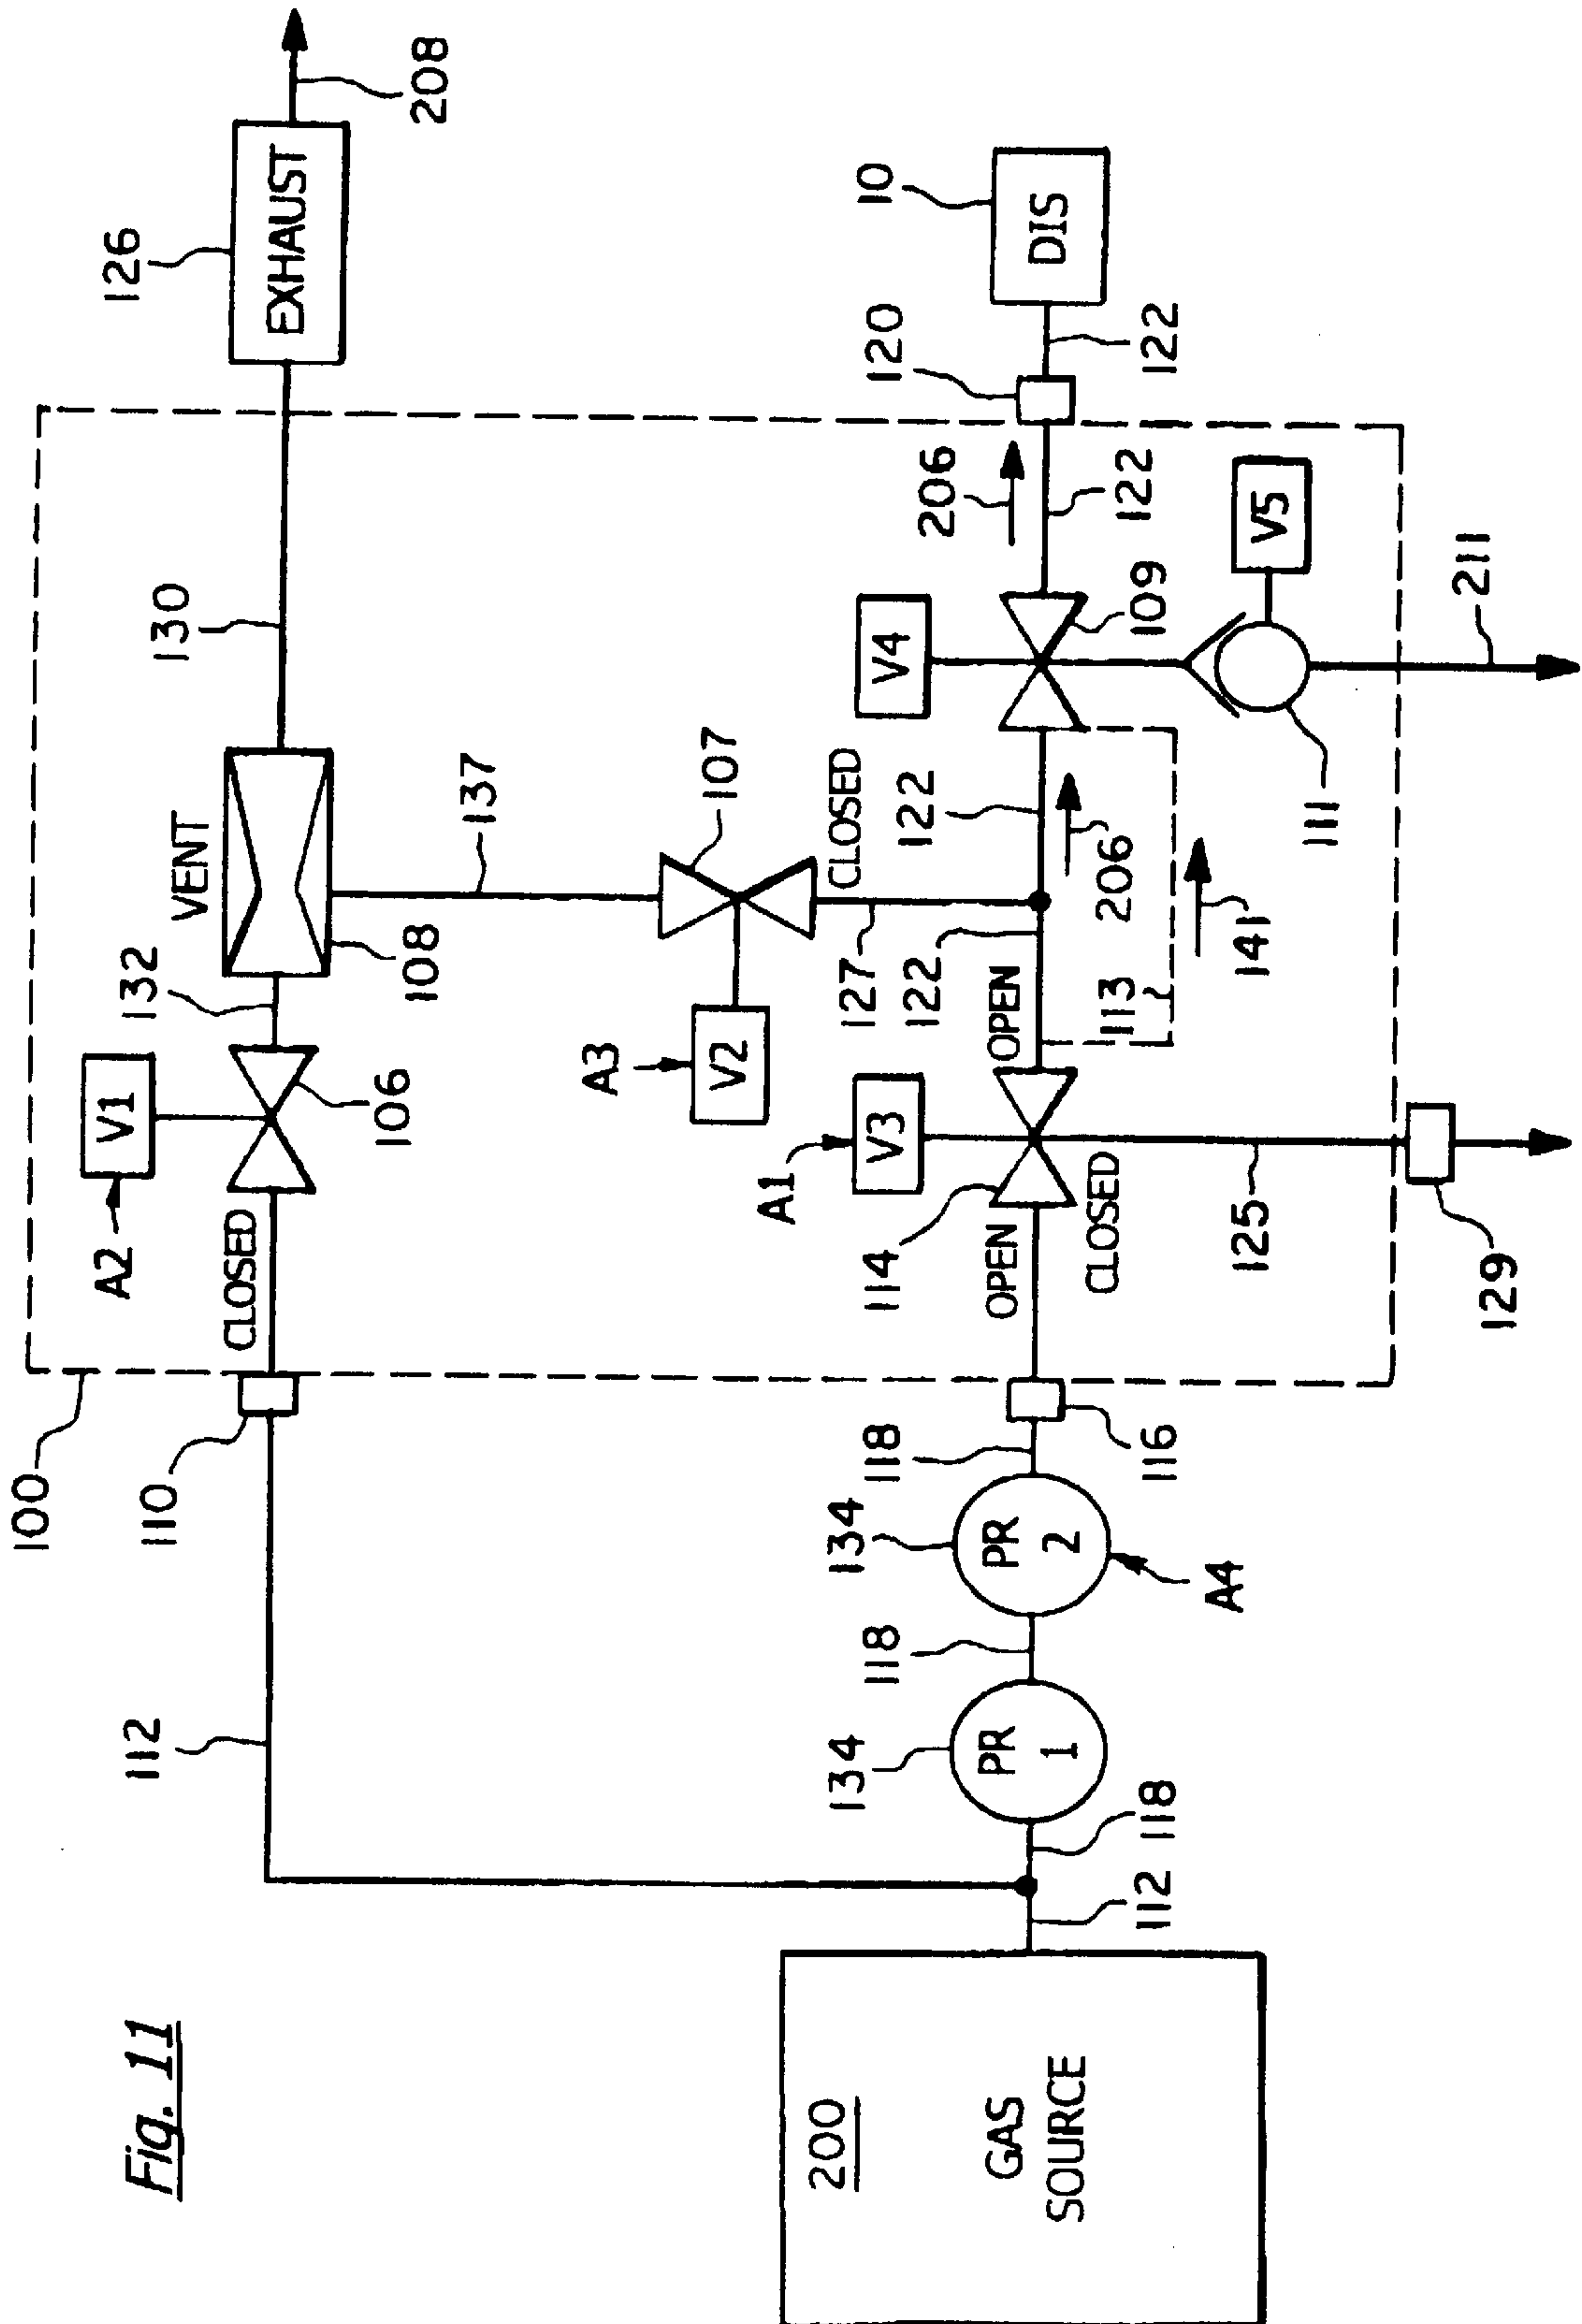 Fig. 11
126
EXHAUST
208
130
VENT
108
132
V1
A2
106
CLOSED
110
100
112
137
107
CLOSED
A3
V2
127
122
122
206
113
141
OPEN
A1
V3
114
OPEN
CLOSED
125
129
V4
109
206
122
120
122
10
DIS
V5
111
211
116
118
134
PR
2
A4
118
134
PR
1
118
112
200
GAS
SOURCE